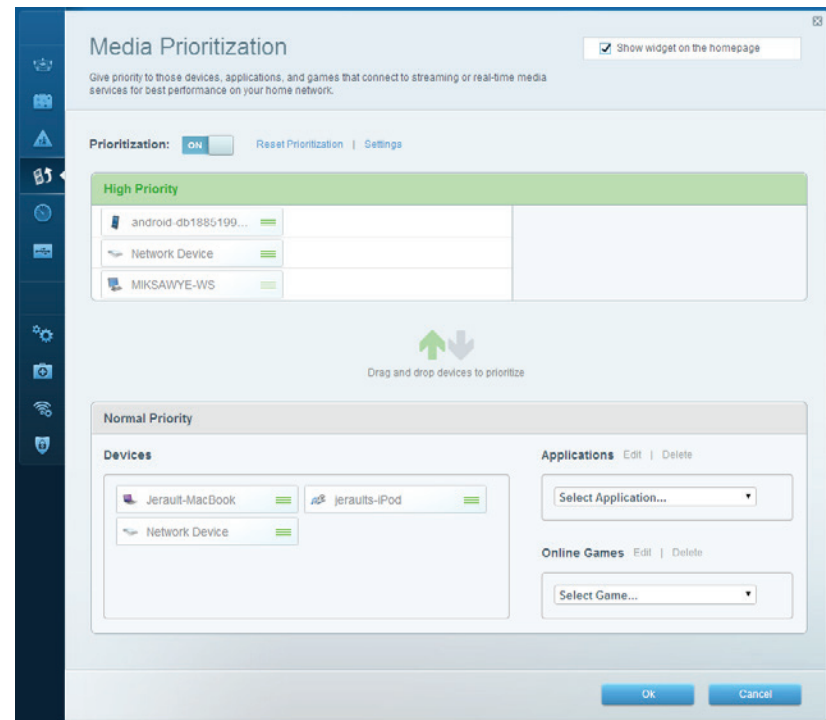 Media Prioritization
Show widget on the homepage
Give priority to those devices, applications, and games that connect to streaming or real-time media
services for best performance on your home network.
Prioritization: ON Reset Prioritization | Settings
High Priority
android-db1885199...
Network Device
MIKSAWYE-WS
Drag and drop devices to prioritize
Normal Priority
Devices
Applications Edit | Delete
Jerault-MacBook jeraults-iPod
Select Application...
Network Device
Online Games Edit | Delete
Select Game...
Ok Cancel